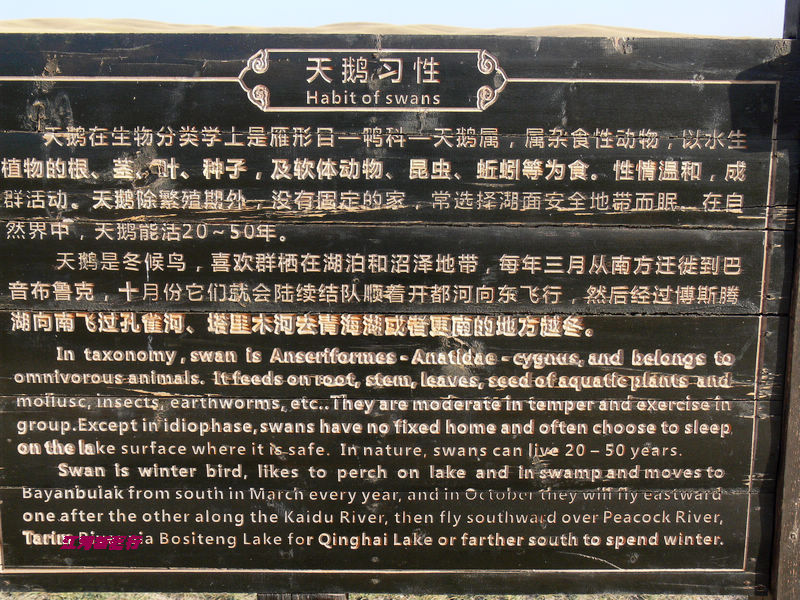 天鹅习性
Habit of swans
天鹅在生物分类学上是雁形目—鸭科—天鹅属，属杂食性动物，以水生
植物的根、茎、叶、种子，及软体动物、昆虫、蚯蚓等为食。性情温和，成
群活动。天鹅除繁殖期外，没有固定的家，常选择湖面安全地带而眠。在自
然界中，天鹅能活20～50年。
天鹅是冬候鸟，喜欢群栖在湖泊和沼泽地带，每年三月从南方迁徙到巴
音布鲁克，十月份它们就会陆续结队顺着开都河向东飞行，然后经过博斯腾
湖向南飞过孔雀河、塔里木河去青海湖或者更南的地方越冬。
In taxonomy, swan is Anseriformes - Anatidae - cygnus, and belongs to
omnivorous animals. It feeds on root, stem, leaves, seed of aquatic plants and
mollusc, insects, earthworms, etc.. They are moderate in temper and exercise in
group.Except in idiophase, swans have no fixed home and often choose to sleep
on the lake surface where it is safe. In nature, swans can live 20 – 50 years.
Swan is winter bird, likes to perch on lake and in swamp and moves to
Bayanbulak from south in March every year, and in October they will fly eastward
one after the other along the Kaidu River, then fly southward over Peacock River,
Bositeng Lake for Qinghai Lake or farther south to spend winter.